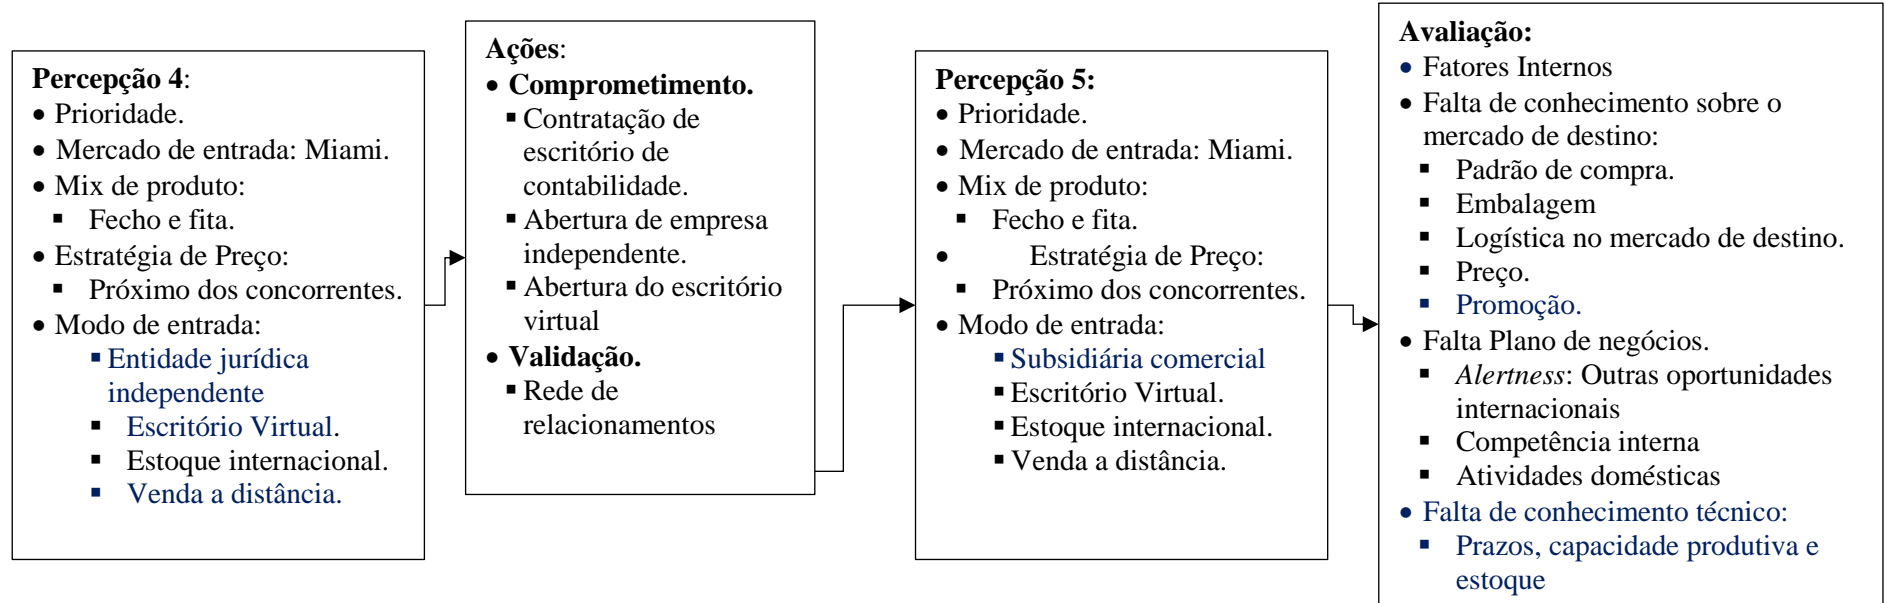 Percepção 4:
• Prioridade.
• Mercado de entrada: Miami.
• Mix de produto:
▪ Fecho e fita.
• Estratégia de Preço:
▪ Próximo dos concorrentes.
• Modo de entrada:
▪ Entidade jurídica
independente
▪ Escritório Virtual.
▪ Estoque internacional.
▪ Venda a distância.
Ações:
• Comprometimento.
▪ Contratação de
escritório de
contabilidade.
▪ Abertura de empresa
independente.
▪ Abertura do escritório
virtual
• Validação.
▪ Rede de
relacionamentos
Percepção 5:
• Prioridade.
• Mercado de entrada: Miami.
• Mix de produto:
▪ Fecho e fita.
• Estratégia de Preço:
▪ Próximo dos concorrentes.
• Modo de entrada:
▪ Subsidiária comercial
▪ Escritório Virtual.
▪ Estoque internacional.
▪ Venda a distância.
Avaliação:
• Fatores Internos
• Falta de conhecimento sobre o
mercado de destino:
▪ Padrão de compra.
▪ Embalagem
▪ Logística no mercado de destino.
▪ Preço.
▪ Promoção.
• Falta Plano de negócios.
▪ Alertness: Outras oportunidades
internacionais
▪ Competência interna
▪ Atividades domésticas
• Falta de conhecimento técnico:
▪ Prazos, capacidade produtiva e
estoque